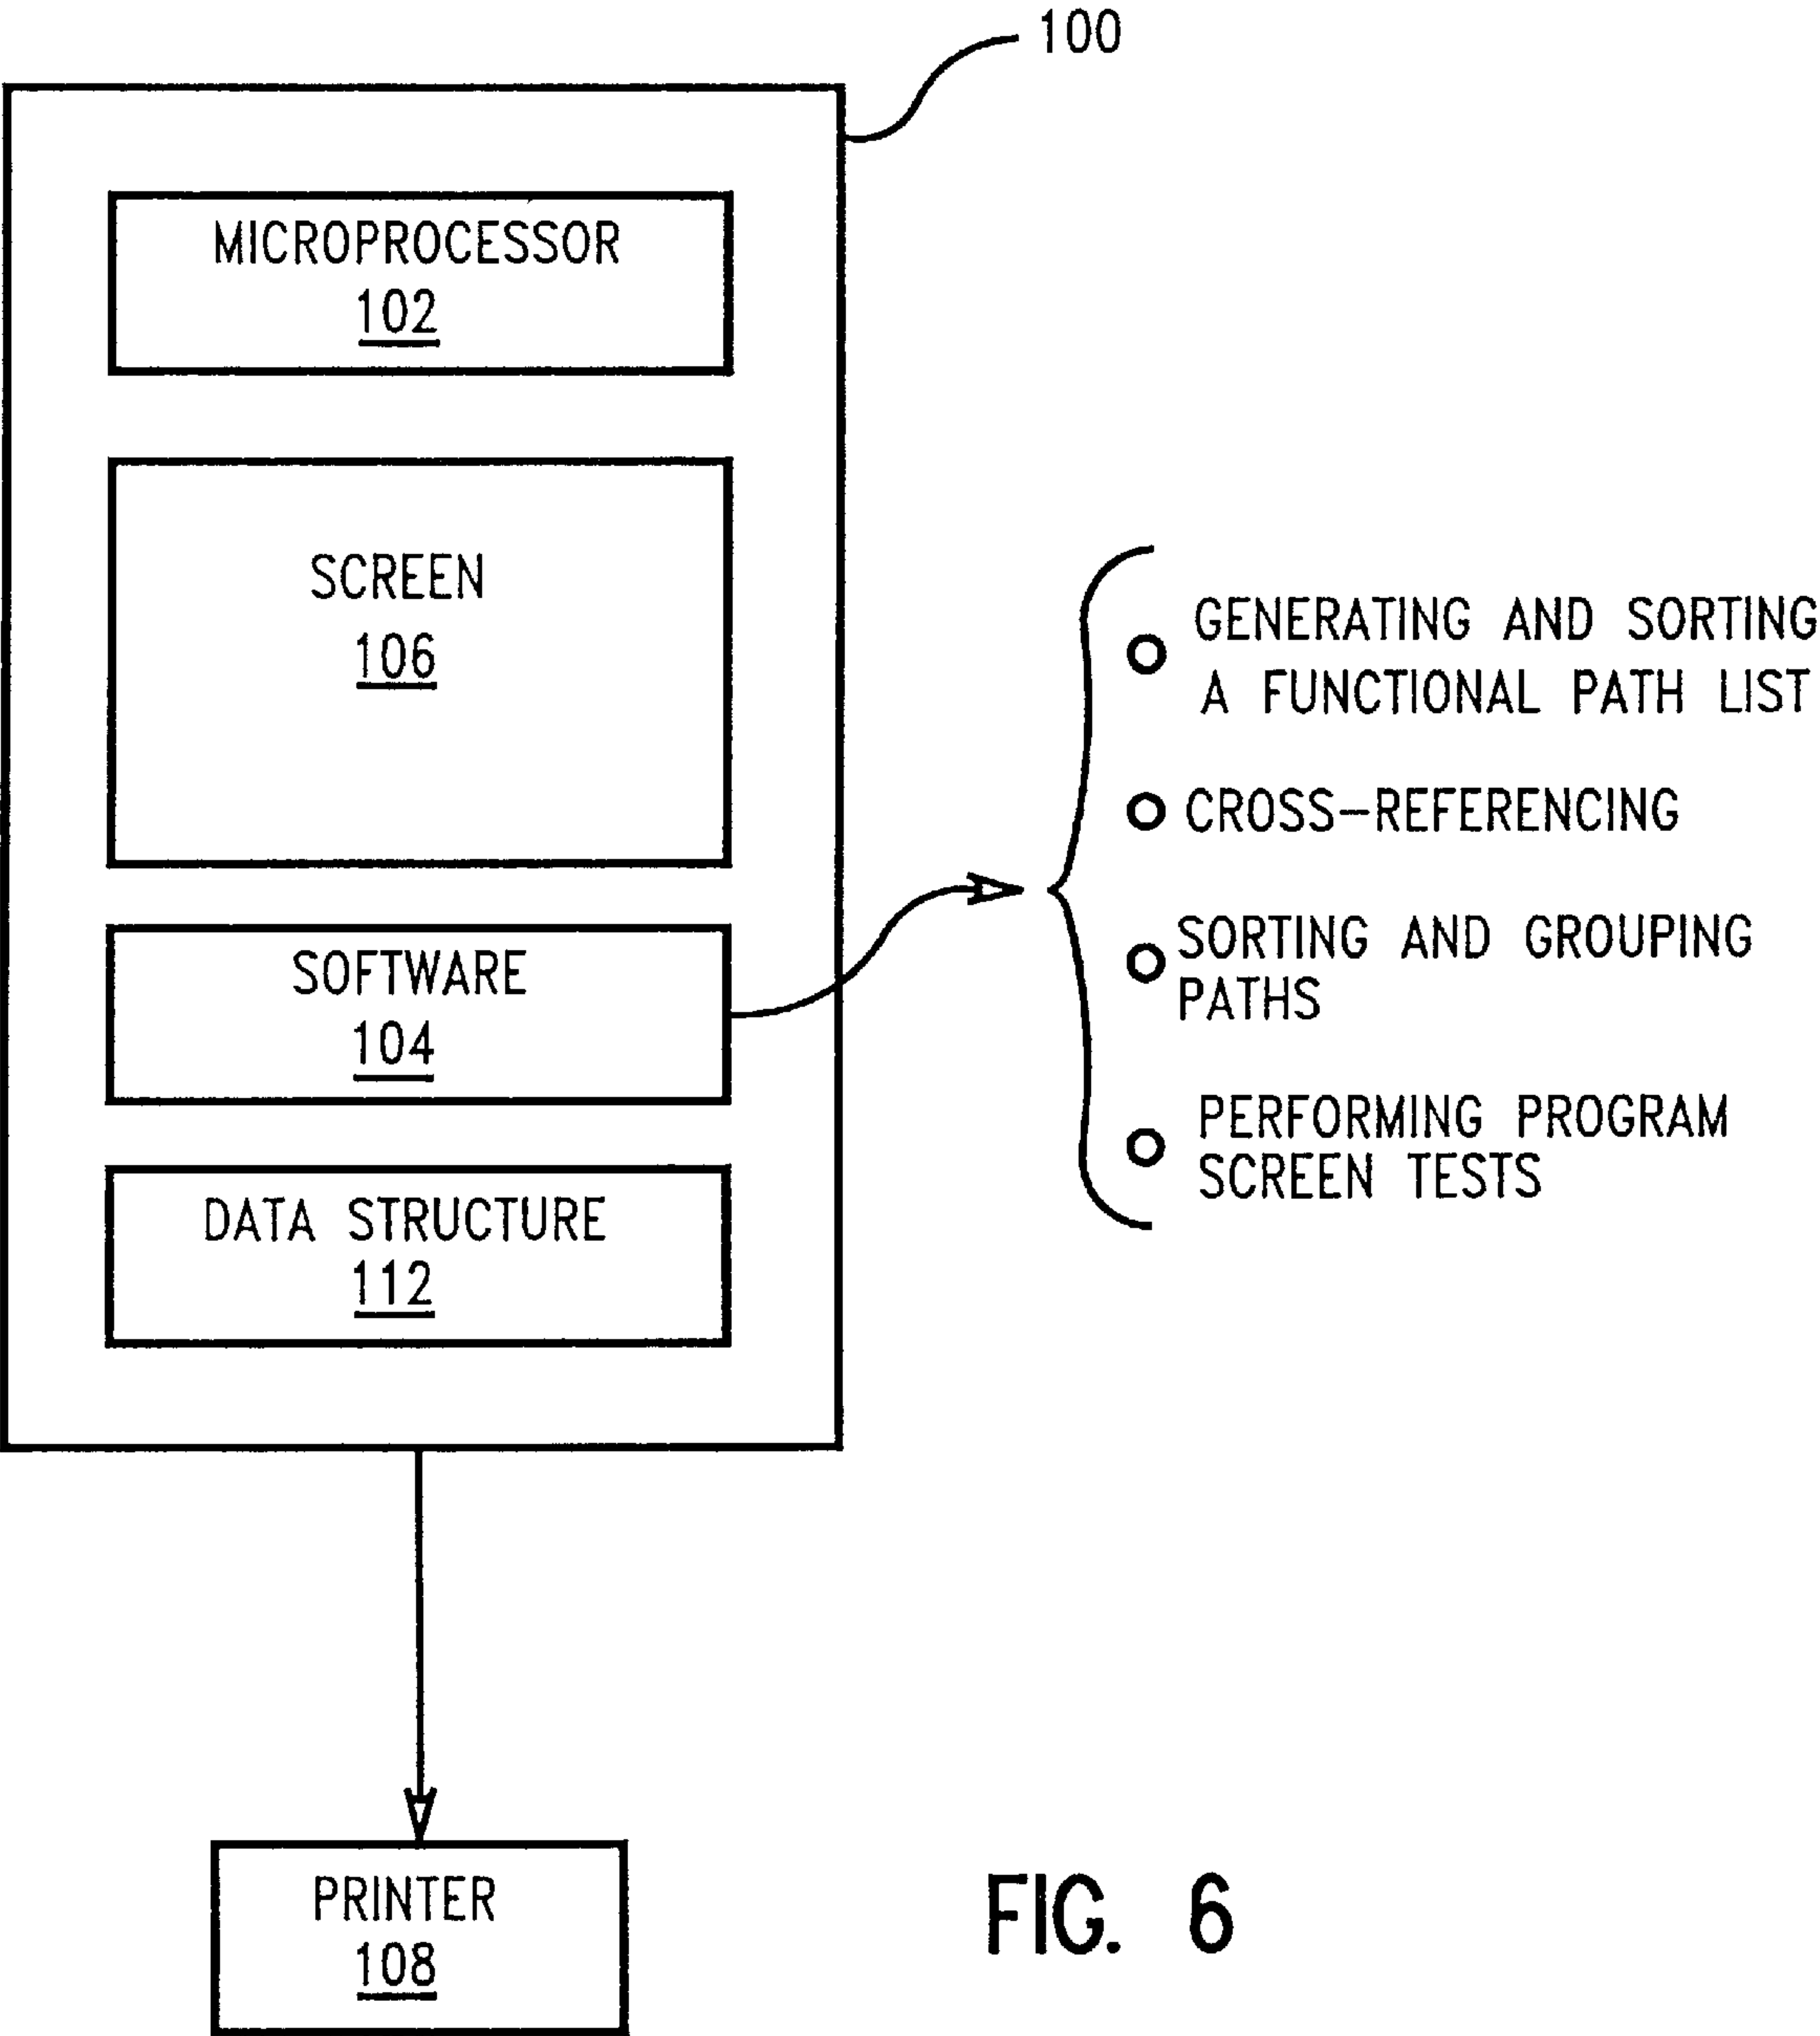 100
MICROPROCESSOR
102
SCREEN
106
GENERATING AND SORTING
A FUNCTIONAL PATH LIST
CROSS-REFERENCING
SORTING AND GROUPING
PATHS
PERFORMING PROGRAM
SCREEN TESTS
SOFTWARE
104
DATA STRUCTURE
112
PRINTER
108
FIG. 6